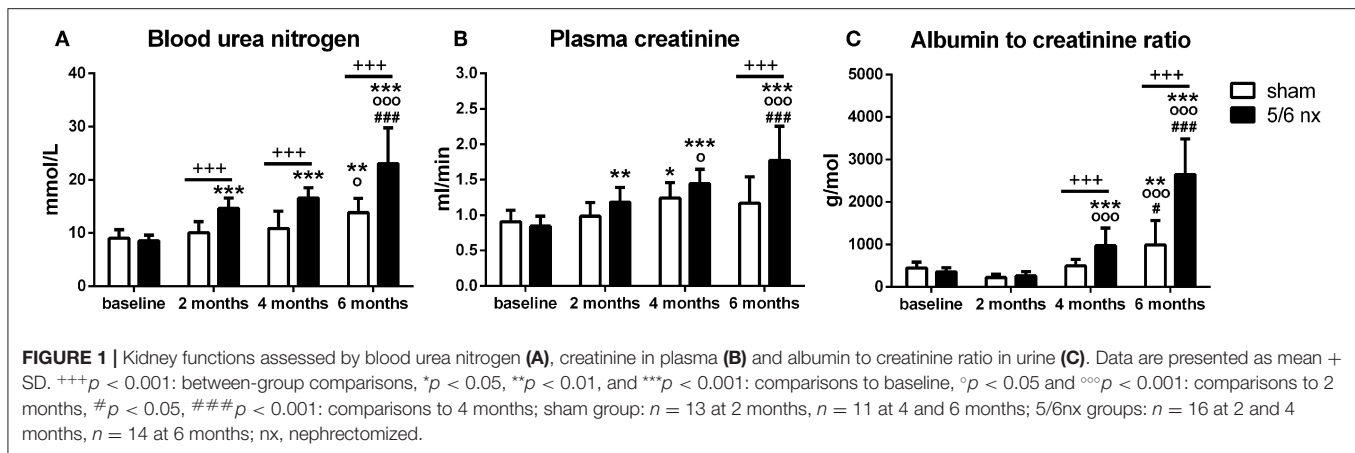 A Blood urea nitrogen
mmol/L
40
30
20
10
0
+++
***
+++
***
+++
**
o
***
ooo
###
baseline 2 months 4 months 6 months
B Plasma creatinine
ml/min
3.0
2.5
2.0
1.5
1.0
0.5
0.0
**
*
***
o
+++
***
ooo
###
baseline 2 months 4 months 6 months
C Albumin to creatinine ratio
g/mol
5000
4000
3000
2000
1000
0
+++
***
ooo
+++
**
ooo
#
***
ooo
###
baseline 2 months 4 months 6 months
sham
5/6 nx
FIGURE 1 | Kidney functions assessed by blood urea nitrogen (A), creatinine in plasma (B) and albumin to creatinine ratio in urine (C). Data are presented as mean +
SD. +++p < 0.001: between-group comparisons, *p < 0.05, **p < 0.01, and ***p < 0.001: comparisons to baseline, °p < 0.05 and °°°p < 0.001: comparisons to 2
months, #p < 0.05, ###p < 0.001: comparisons to 4 months; sham group: n = 13 at 2 months, n = 11 at 4 and 6 months; 5/6nx groups: n = 16 at 2 and 4
months, n = 14 at 6 months; nx, nephrectomized.